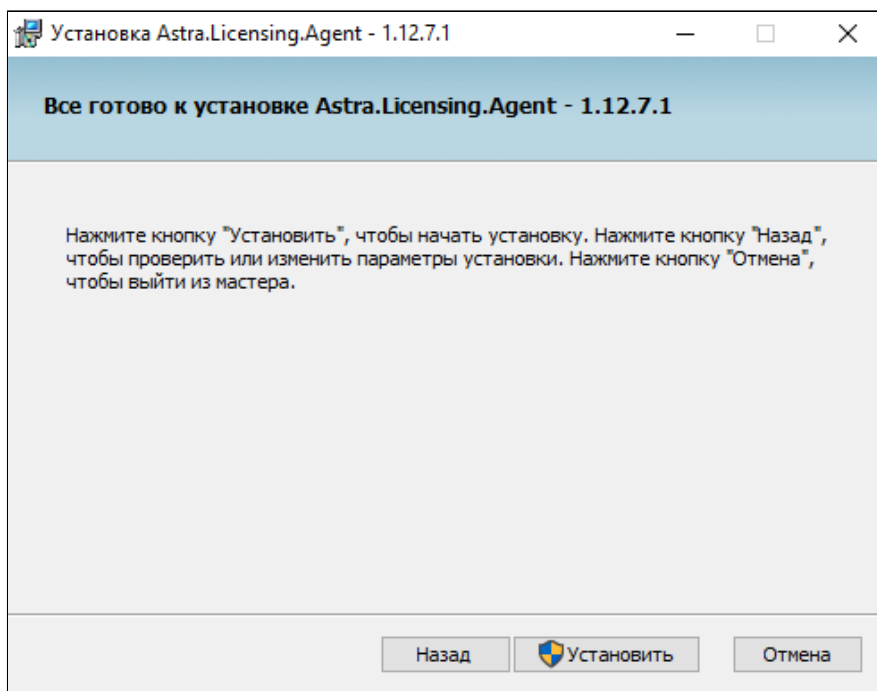 Установка Astra.Licensing.Agent - 1.12.7.1
Все готово к установке Astra.Licensing.Agent - 1.12.7.1
Нажмите кнопку "Установить", чтобы начать установку. Нажмите кнопку "Назад",
чтобы проверить или изменить параметры установки. Нажмите кнопку "Отмена",
чтобы выйти из мастера.
Назад Установить Отмена